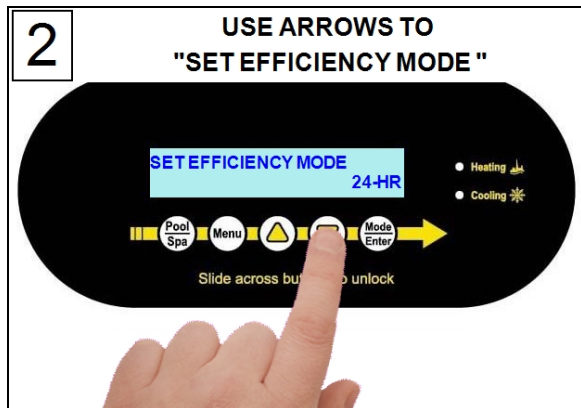 2
USE ARROWS TO
"SET EFFICIENCY MODE "
SET EFFICIENCY MODE
24-HR
Heating
Cooling
Pool
Spa
Menu
Mode
Enter
Slide across but o unlock